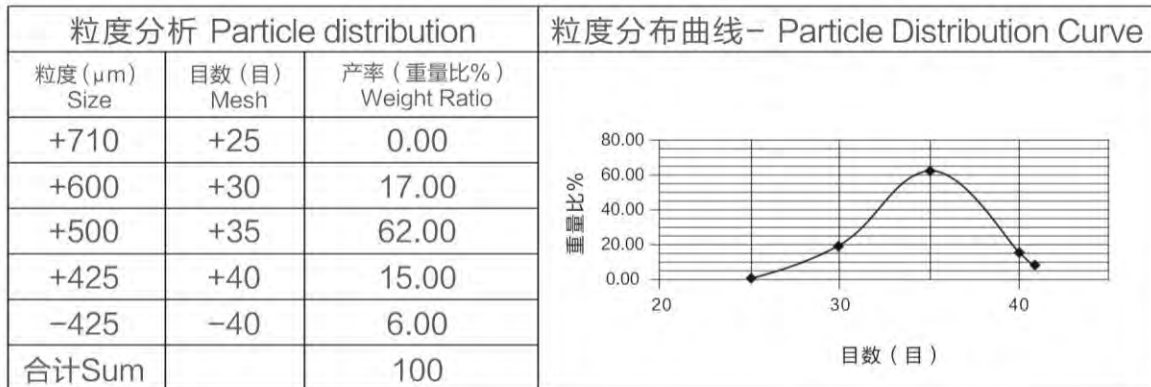 粒度分析 Particle distribution
粒度分布曲线- Particle Distribution Curve
粒度(μm) 目数(目) 产率(重量比%)
Size Mesh Weight Ratio
+710 +25 0.00
+600 +30 17.00
+500 +35 62.00
+425 +40 15.00
-425 -40 6.00
合计Sum 100
重量比%
80.00
60.00
40.00
20.00
0.00
20 30 40
目数(目)